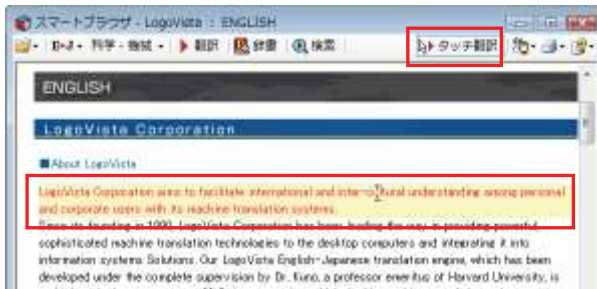 スマートブラウザ - LogoVista : ENGLISH
E→J 科学・機械 翻訳 辞書 検索 タッチ翻訳
ENGLISH
LogoVista Corporation
■About LogoVista
LogoVista Corporation aims to facilitate international and inter-cultural understanding among personal
and corporate users with its machine translation systems.
Since its founding in 1990, LogoVista Corporation has been leading the way in providing powerful,
sophisticated machine translation technologies to the desktop computers and integrating it into
information systems Solutions. Our LogoVista English-Japanese translation engine, which has been
developed under the complete supervision by Dr. Kuno, a professor emeritus of Harvard University, is